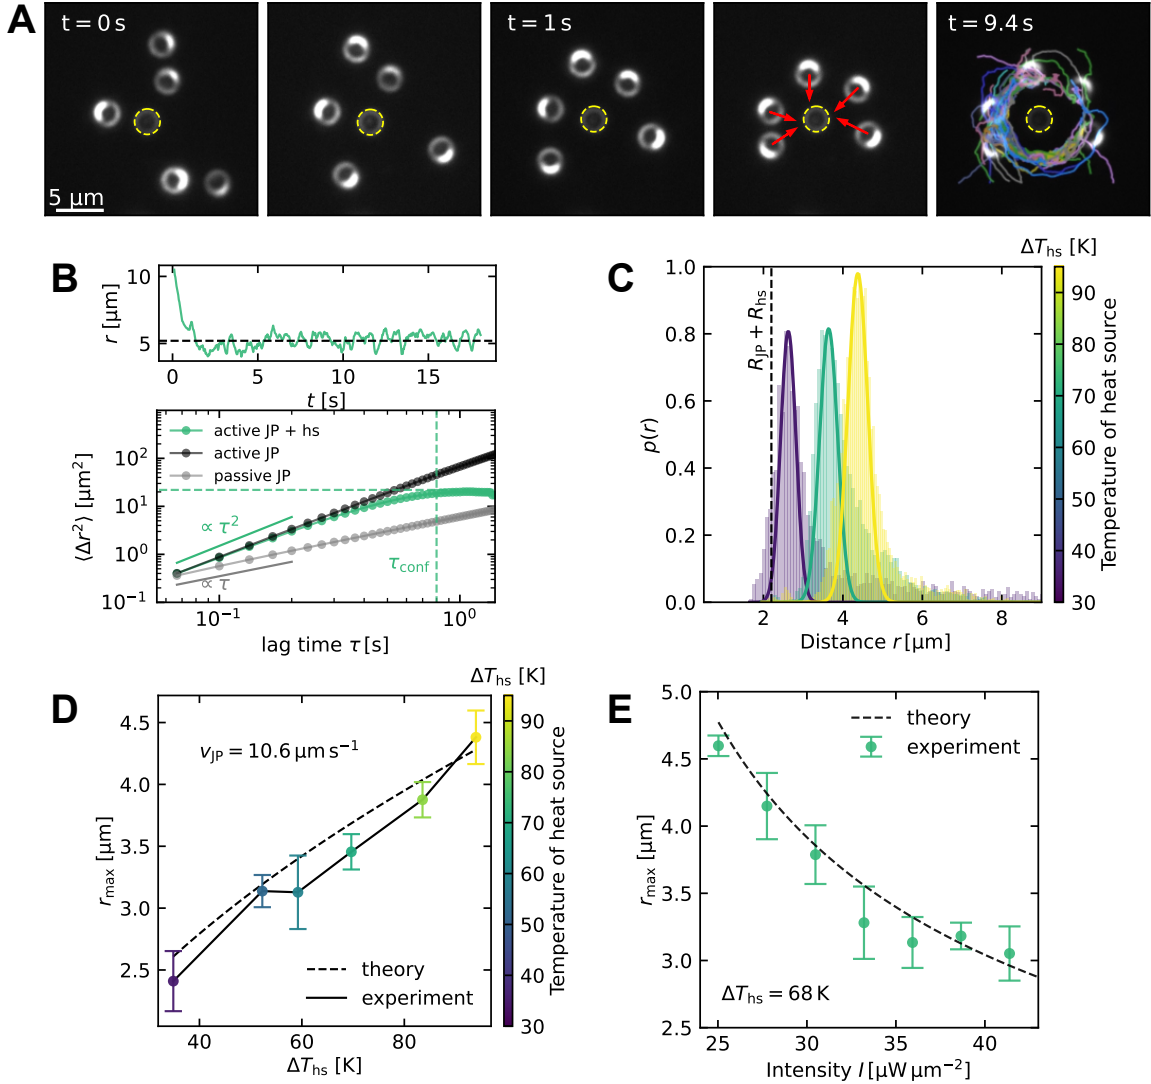 A
t = 0 s
t = 1 s
t = 9.4 s
5 µm
B
r [µm]
10
5
0 5 10 15
t [s]
active JP + hs
active JP
passive JP
⟨Δr²⟩ [µm²]
10²
10¹
10⁰
10⁻¹
∝ τ²
∝ τ
τconf
10⁻¹ 10⁰
lag time τ [s]
C
ΔThs [K]
p(r)
1.0
0.8
0.6
0.4
0.2
0.0
RJP + Rhs
2 4 6 8
Distance r [µm]
90
80
70
60
50
40
30
Temperature of heat source
D
ΔThs [K]
rmax [µm]
4.5
4.0
3.5
3.0
2.5
vJP = 10.6 µm s⁻¹
theory
experiment
40 60 80
ΔThs [K]
90
80
70
60
50
40
30
Temperature of heat source
E
rmax [µm]
5.0
4.5
4.0
3.5
3.0
2.5
theory
experiment
ΔThs = 68 K
25 30 35 40
Intensity I [µW µm⁻²]